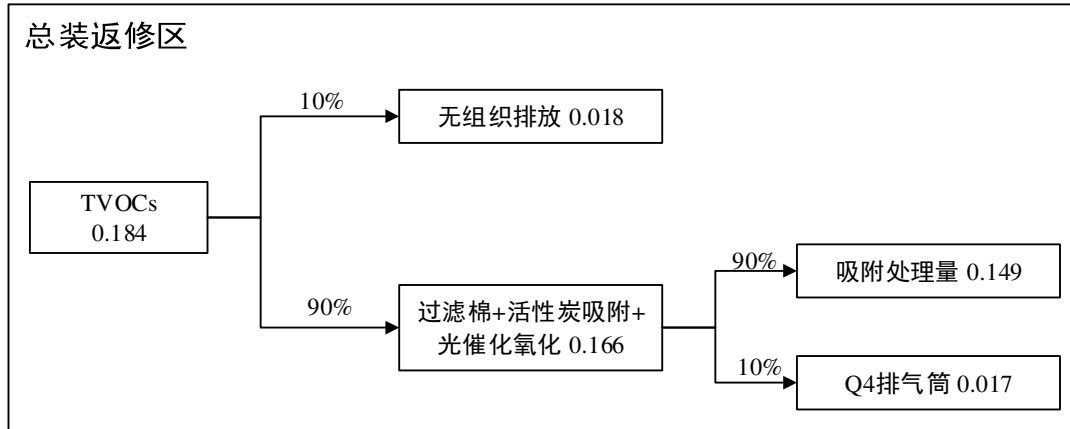 总装返修区
10%
无组织排放 0.018
TVOCs
0.184
90%
过滤棉+活性炭吸附+
光催化氧化 0.166
90%
吸附处理量 0.149
10%
Q4排气筒 0.017